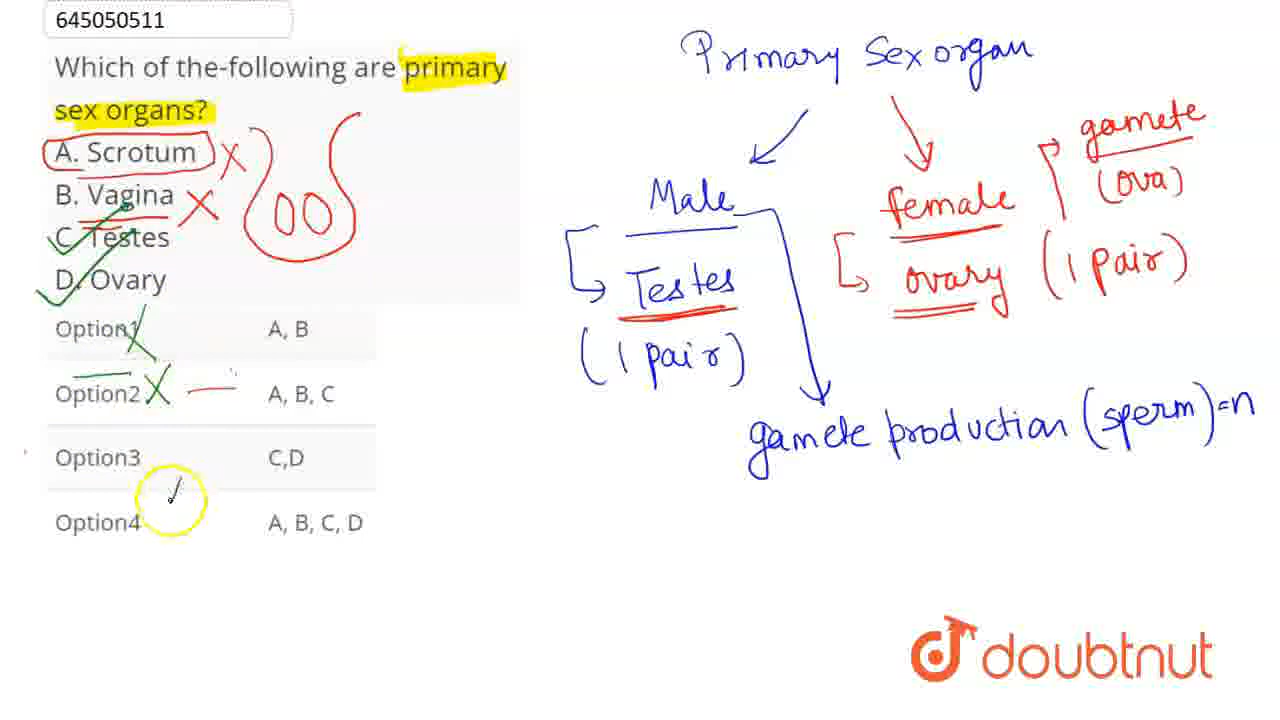 645050511
Which of the-following are primary
sex organs?
A. Scrotum
B. Vagina
C. Testes
D. Ovary
Option1 A, B
Option2 A, B, C
Option3 C,D
Option4 A, B, C, D
Primary Sex organ
Male
Testes
(1 pair)
female
ovary (1 pair)
gamete
(ova)
gamete production (sperm)=n
doubtnut